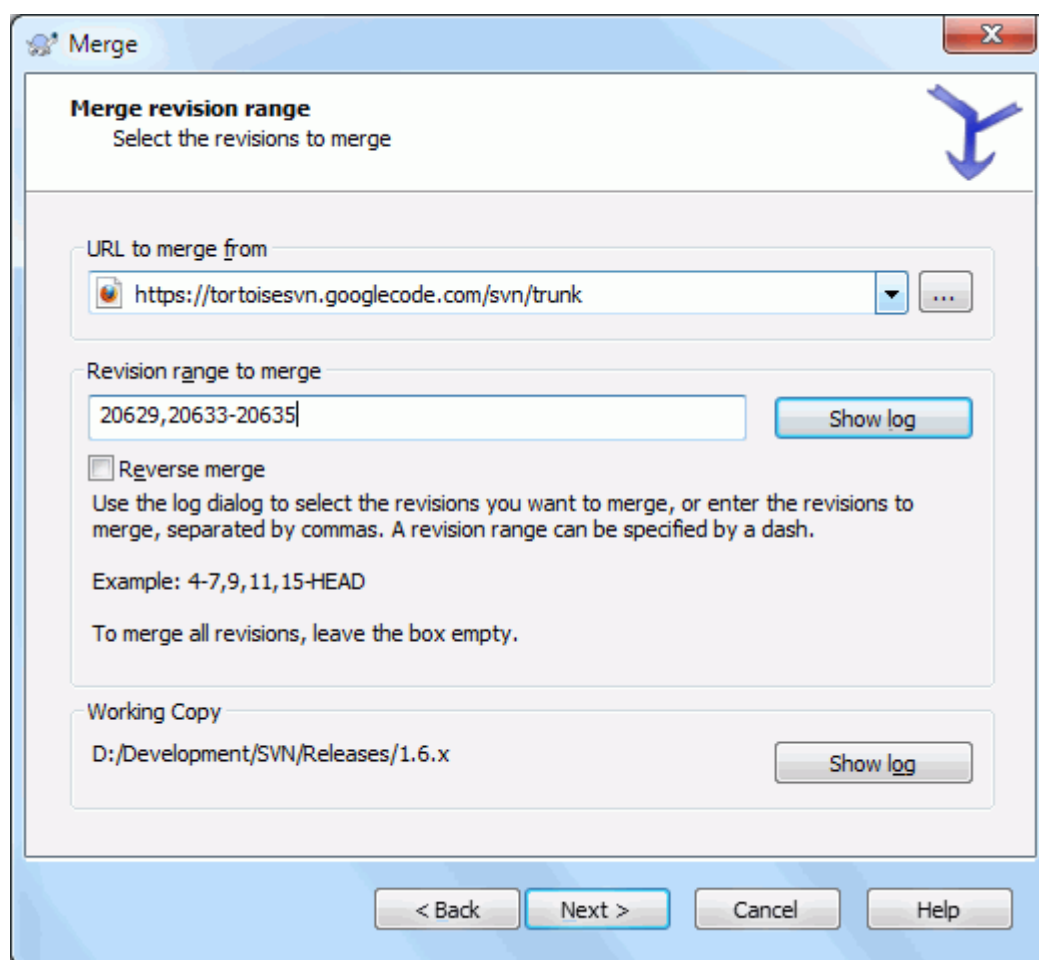 Merge
Merge revision range
Select the revisions to merge
URL to merge from
https://tortoisesvn.googlecode.com/svn/trunk
...
Revision range to merge
20629,20633-20635
Show log
Reverse merge
Use the log dialog to select the revisions you want to merge, or enter the revisions to
merge, separated by commas. A revision range can be specified by a dash.
Example: 4-7,9,11,15-HEAD
To merge all revisions, leave the box empty.
Working Copy
D:/Development/SVN/Releases/1.6.x
Show log
< Back
Next >
Cancel
Help